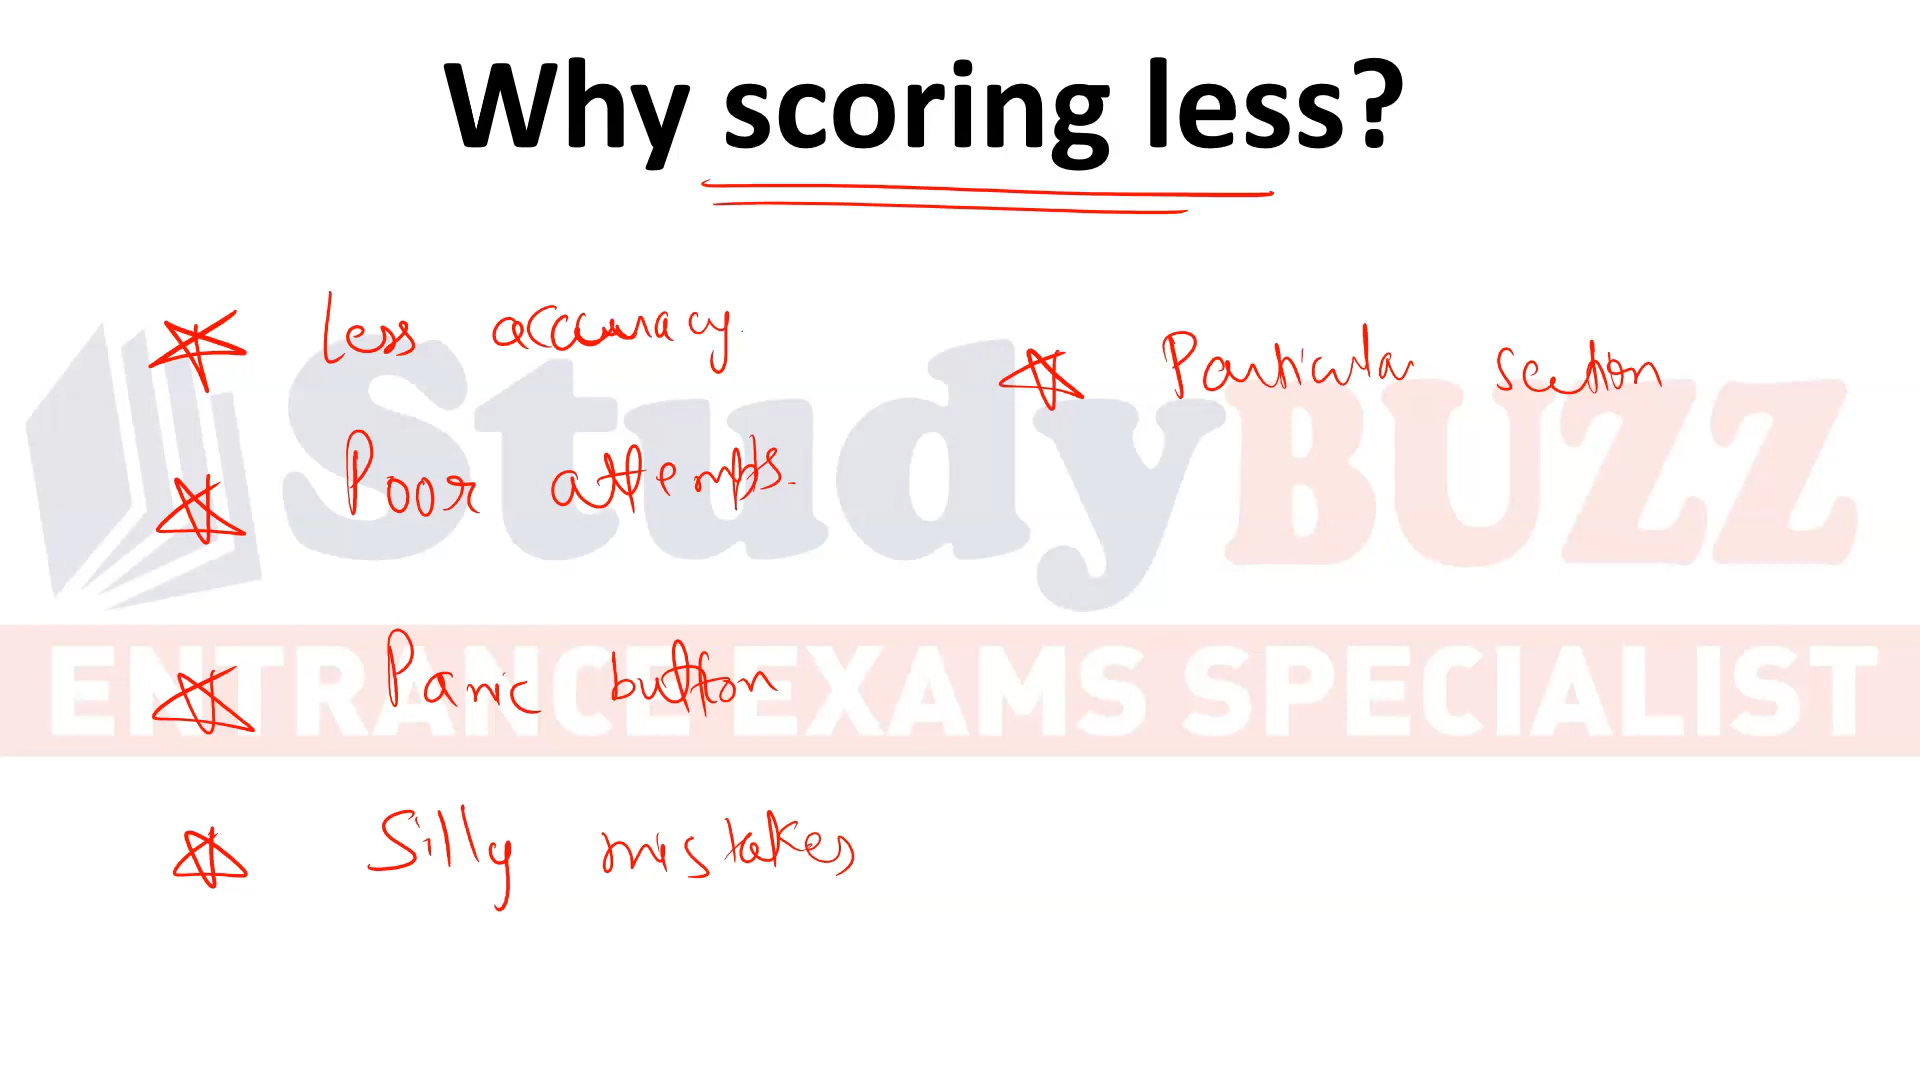 Why scoring less?
Less accuracy.
Poor attempts.
Panic button
Silly mistakes
Particular section
StudyBUZZ
ENTRANCE EXAMS SPECIALIST